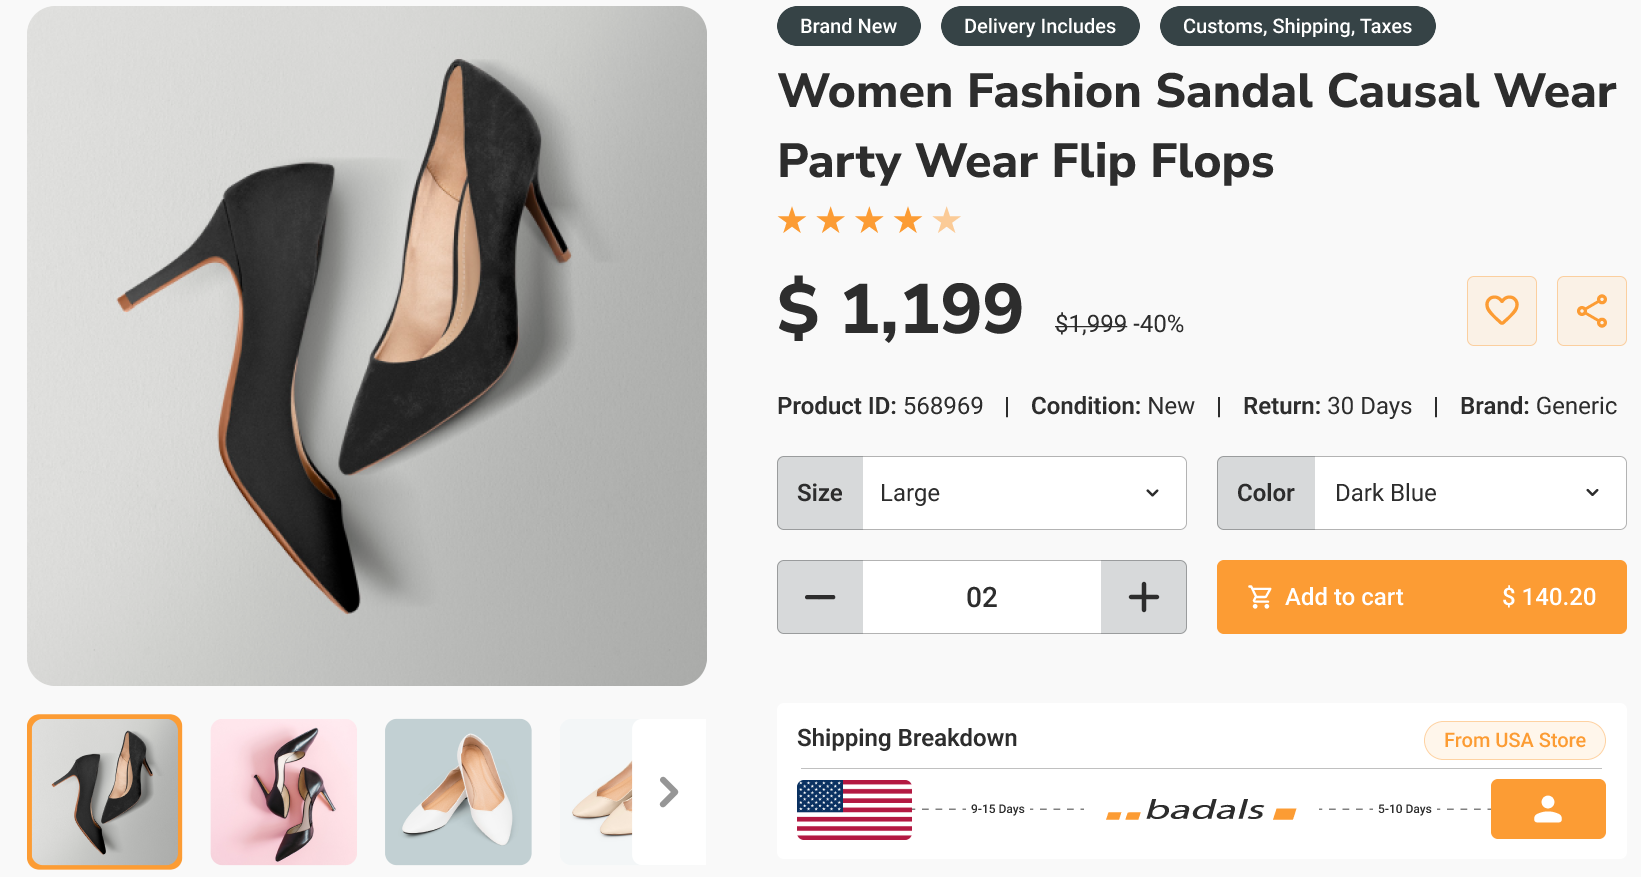 Brand New
Delivery Includes
Customs, Shipping, Taxes
Women Fashion Sandal Causal Wear
Party Wear Flip Flops
$ 1,199
$1,999 -40%
Product ID: 568969 | Condition: New | Return: 30 Days | Brand: Generic
Size
Large
Color
Dark Blue
02
Add to cart
$ 140.20
Shipping Breakdown
From USA Store
9-15 Days
badals
5-10 Days